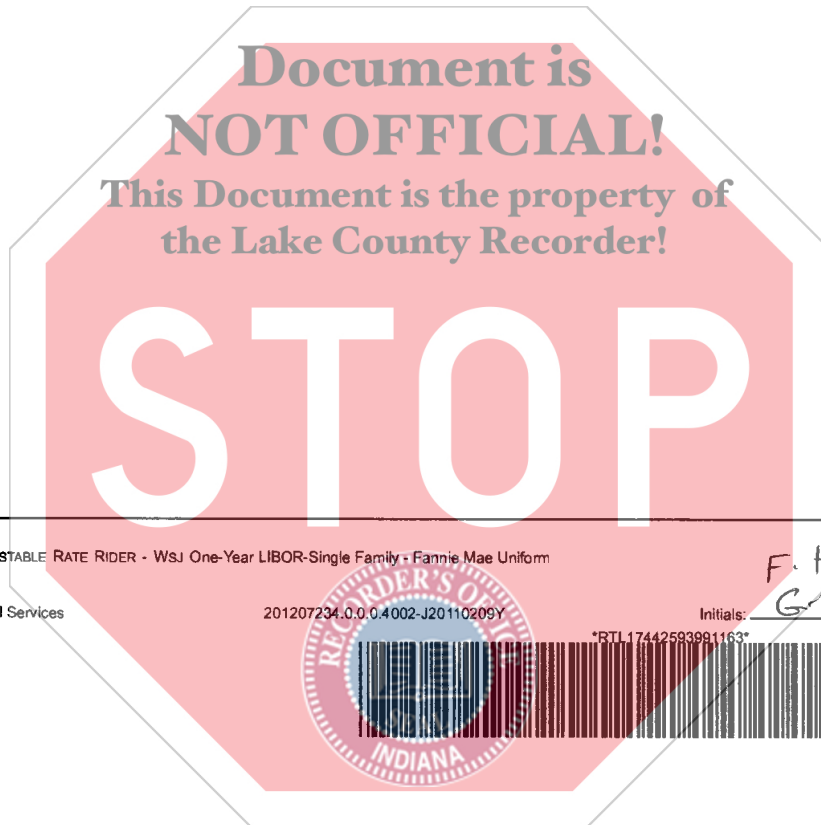 Document is
NOT OFFICIAL!
This Document is the property of
the Lake County Recorder!
STOP
STABLE RATE RIDER - WSJ One-Year LIBOR-Single Family - Fannie Mae Uniform
F.
Services
201207234.0.0.0.4002-J20110209Y
Initials:
*RTL17442593991163*
RECORDER'S OFFICE
SEAL
INDIANA